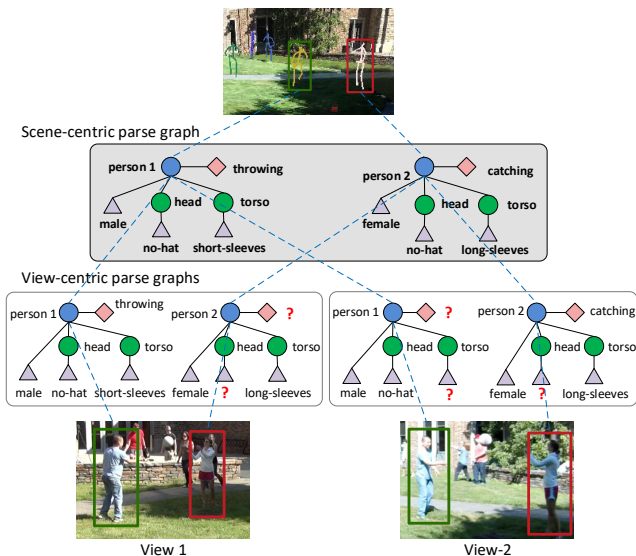 Scene-centric parse graph
person 1 throwing person 2 catching
head torso head torso
male female
no-hat short-sleeves no-hat long-sleeves
View-centric parse graphs
person 1 throwing person 2 ? person 1 ? person 2 catching
head torso head torso head torso head torso
male no-hat short-sleeves female ? long-sleeves male no-hat ? female ? long-sleeves
View 1 View-2